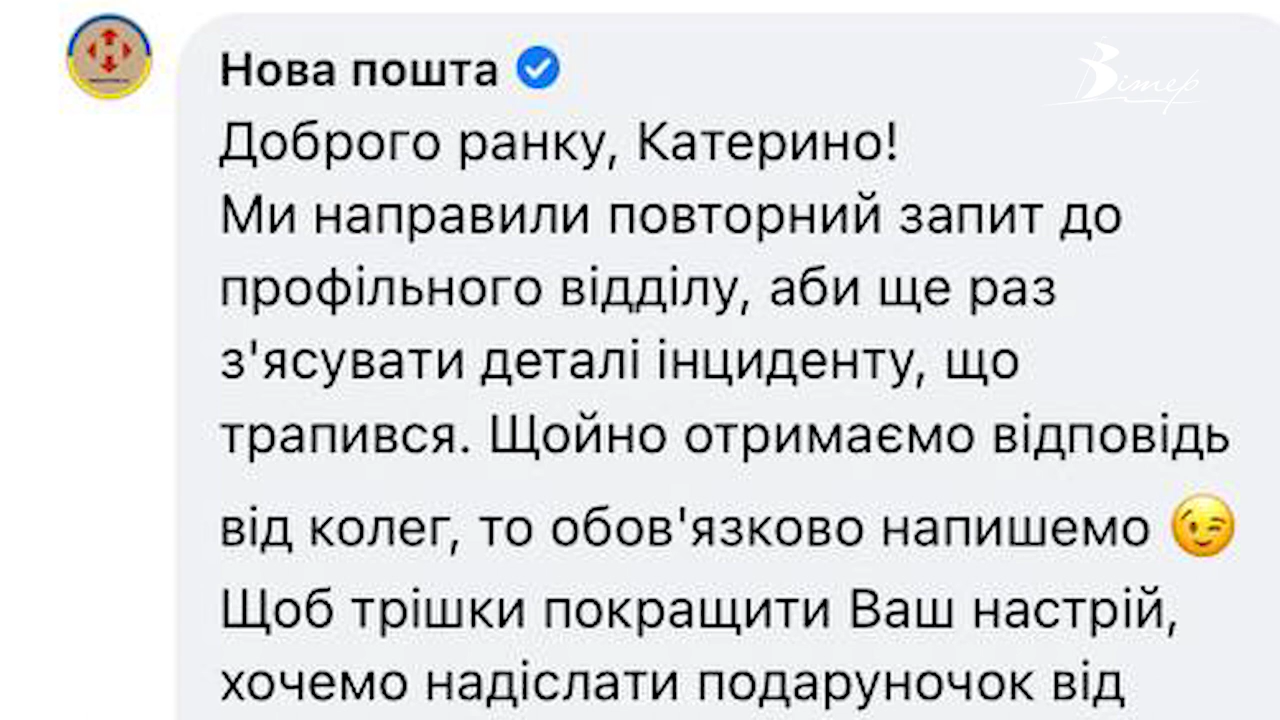 Нова пошта
Вітер
Доброго ранку, Катерино!
Ми направили повторний запит до
профільного відділу, аби ще раз
з'ясувати деталі інциденту, що
трапився. Щойно отримаємо відповідь
від колег, то обов'язково напишемо 😉
Щоб трішки покращити Ваш настрій,
хочемо надіслати подаруночок від